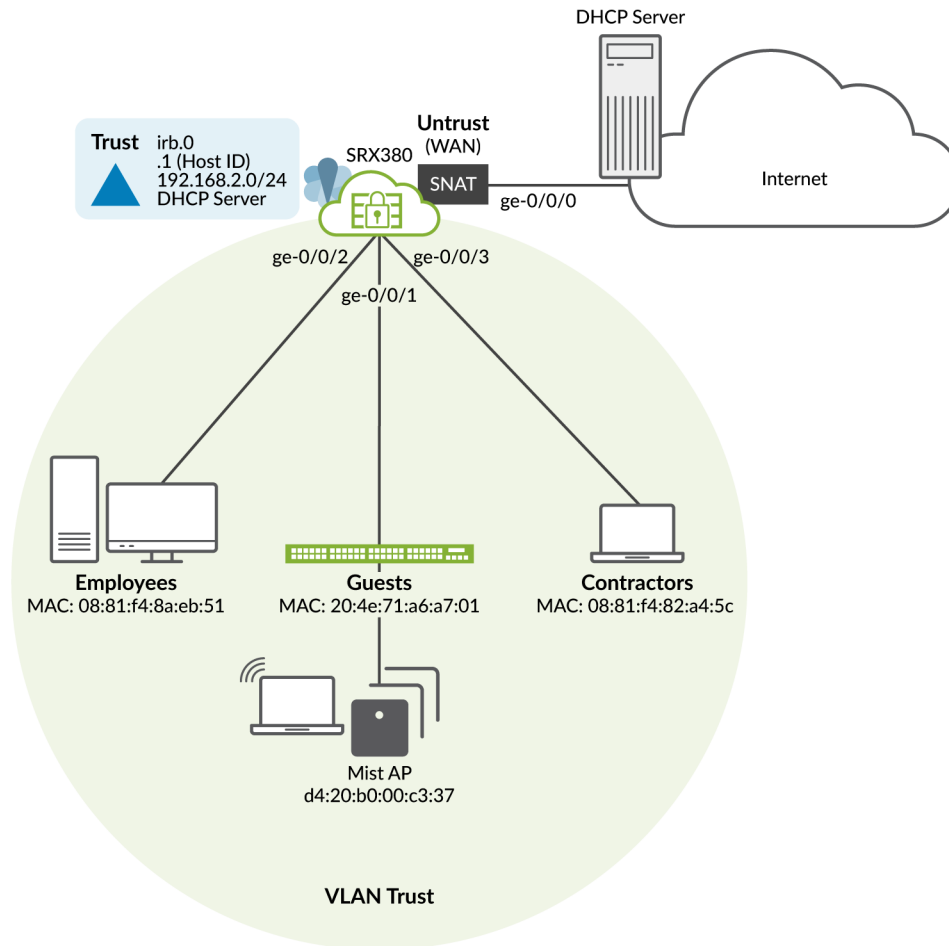 DHCP Server
Trust irb.0
.1 (Host ID)
192.168.2.0/24
DHCP Server
SRX380
Untrust
(WAN)
SNAT
ge-0/0/0
Internet
ge-0/0/2
ge-0/0/3
ge-0/0/1
Employees
MAC: 08:81:f4:8a:eb:51
Guests
MAC: 20:4e:71:a6:a7:01
Contractors
MAC: 08:81:f4:82:a4:5c
Mist AP
d4:20:b0:00:c3:37
VLAN Trust